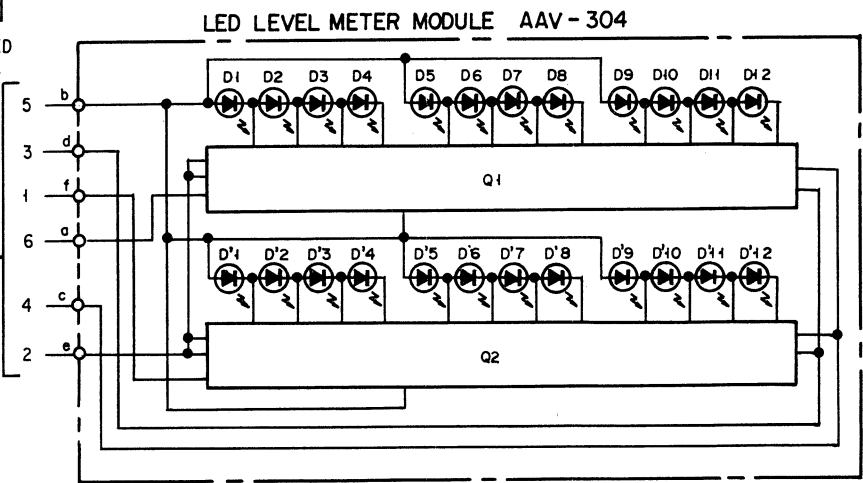 LED LEVEL METER MODULE AAV-304
ED
D1 D2 D3 D4 D5 D6 D7 D8 D9 D10 D11 D12
5 b
3 d
1 f
Q1
6 a
D'1 D'2 D'3 D'4 D'5 D'6 D'7 D'8 D'9 D'10 D'11 D'12
4 c
2 e
Q2